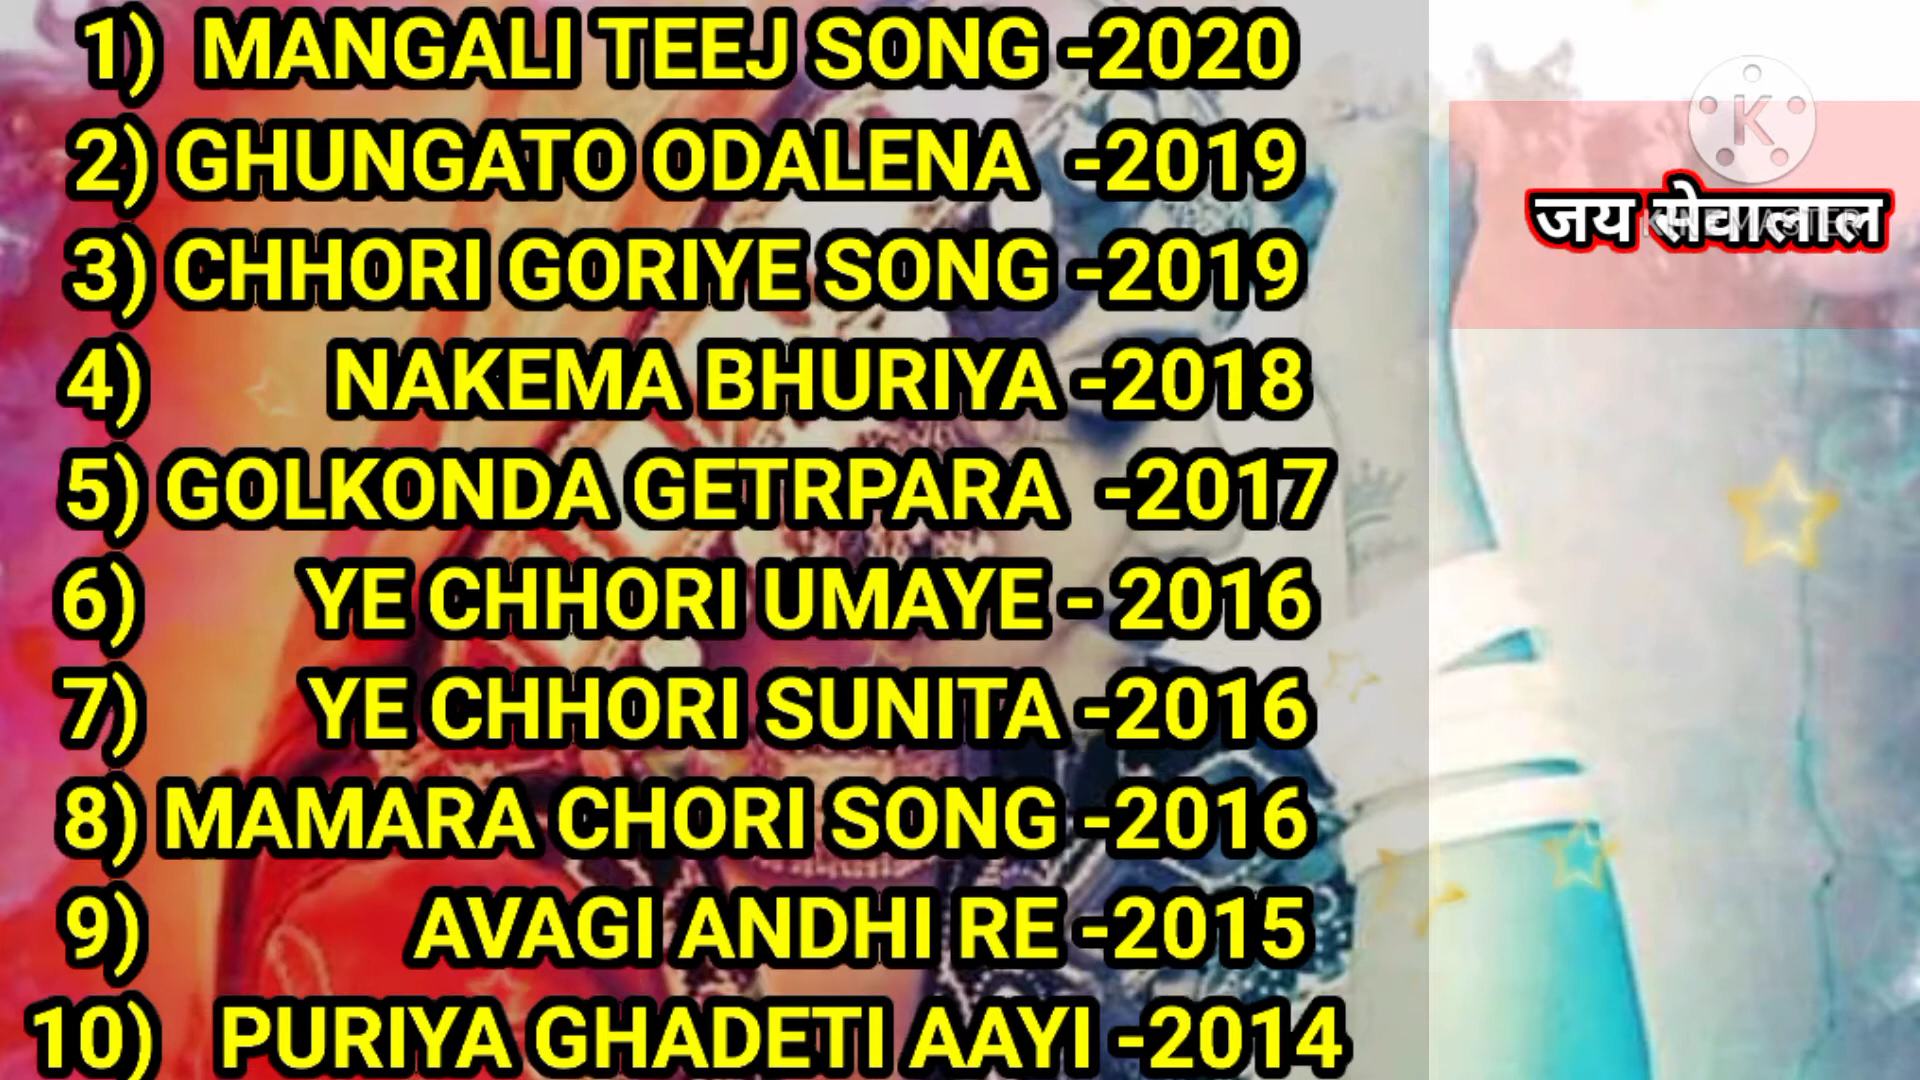 1) MANGALI TEEJ SONG -2020
2) GHUNGATO ODALENA -2019
3) CHHORI GORIYE SONG -2019
4) NAKEMA BHURIYA -2018
5) GOLKONDA GETRPARA -2017
6) YE CHHORI UMAYE - 2016
7) YE CHHORI SUNITA -2016
8) MAMARA CHORI SONG -2016
9) AVAGI ANDHI RE -2015
10) PURIYA GHADETI AAYI -2014
K
जय सेवालाल
KINEMASTER